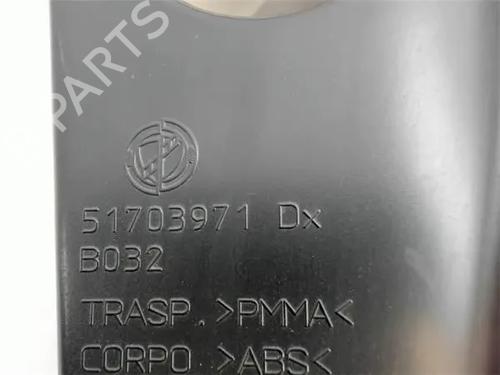 B-PARTS
51703971 Dx
B032
TRASP. >PMMA<
CORPO >ABS<